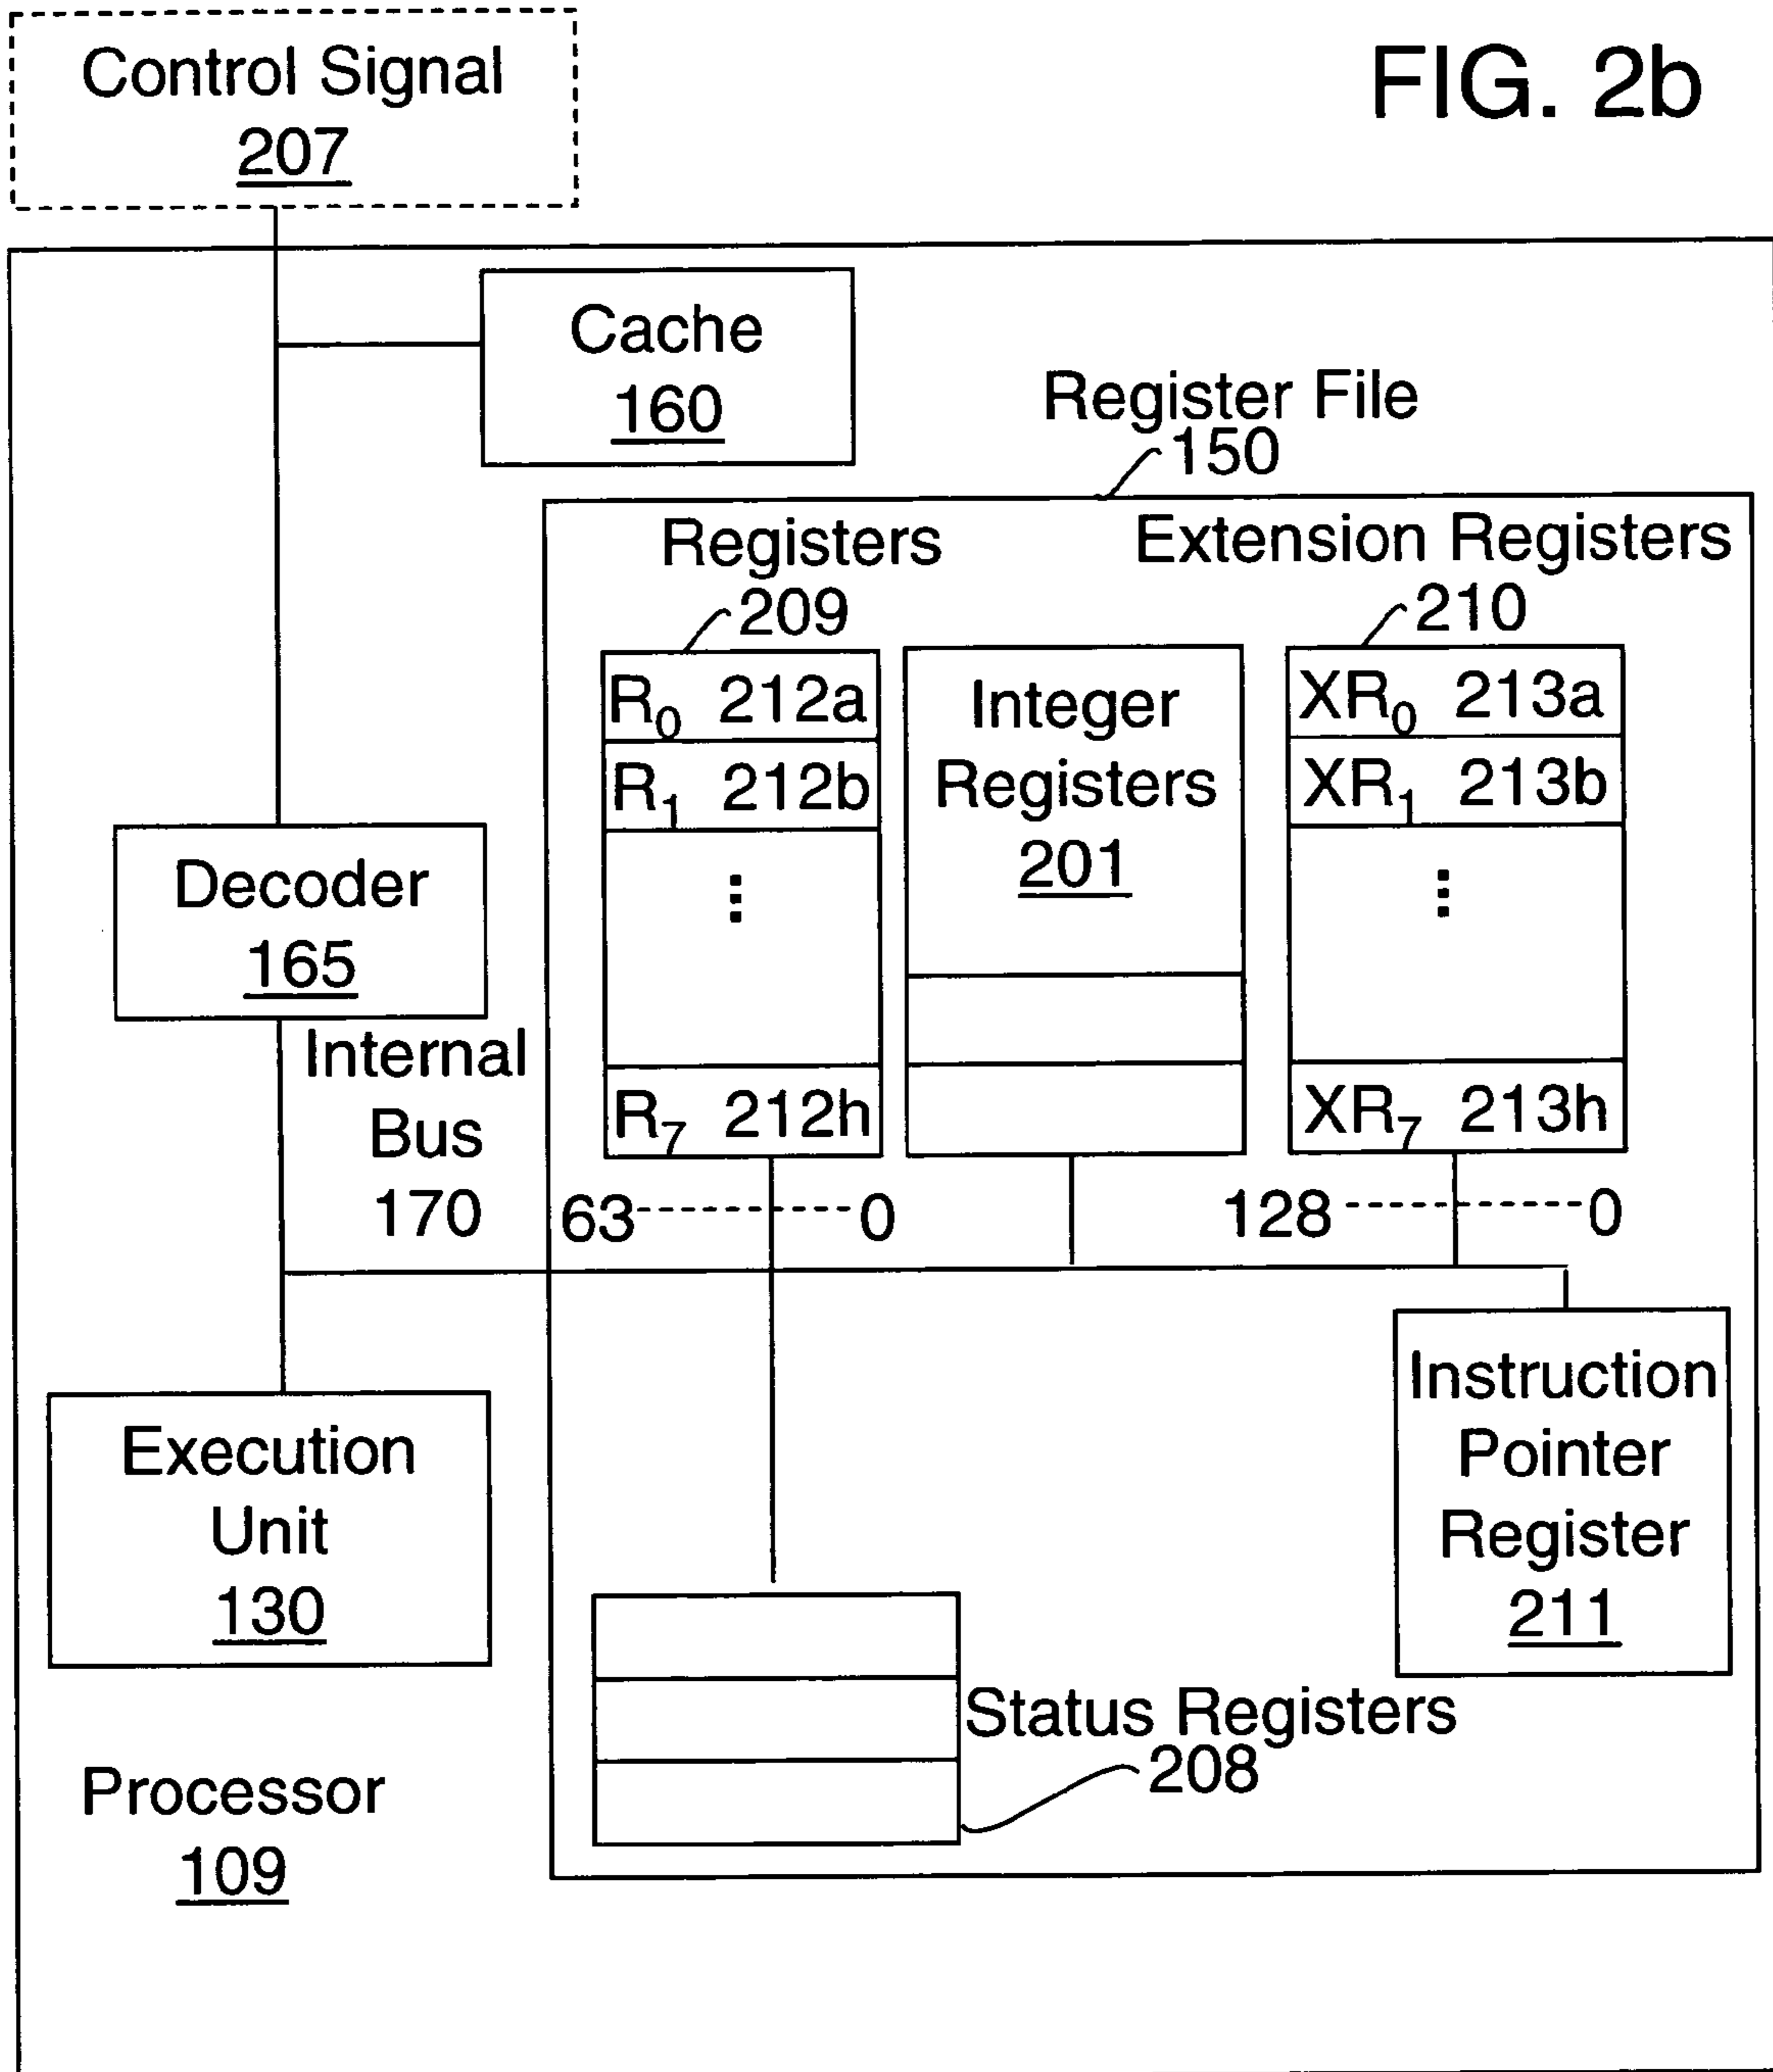 FIG. 2b
Control Signal
207
Cache
160
Register File
150
Registers
209
Extension Registers
210
R0 212a
R1 212b
⋮
R7 212h
Integer
Registers
201
XR0 213a
XR1 213b
⋮
XR7 213h
Decoder
165
Internal
Bus
170
63 0
128 0
Execution
Unit
130
Instruction
Pointer
Register
211
Status Registers
208
Processor
109